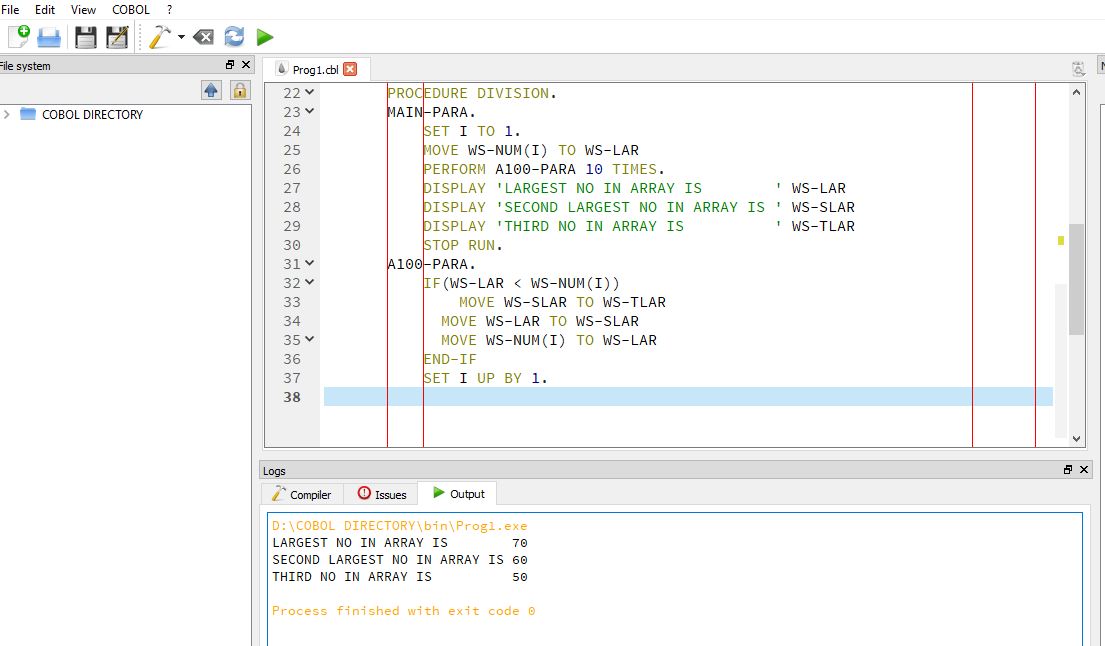 File Edit View COBOL ?
File system
Prog1.cbl
COBOL DIRECTORY
22 PROCEDURE DIVISION.
23 MAIN-PARA.
24 SET I TO 1.
25 MOVE WS-NUM(I) TO WS-LAR
26 PERFORM A100-PARA 10 TIMES.
27 DISPLAY 'LARGEST NO IN ARRAY IS        ' WS-LAR
28 DISPLAY 'SECOND LARGEST NO IN ARRAY IS ' WS-SLAR
29 DISPLAY 'THIRD NO IN ARRAY IS          ' WS-TLAR
30 STOP RUN.
31 A100-PARA.
32 IF(WS-LAR < WS-NUM(I))
33 MOVE WS-SLAR TO WS-TLAR
34 MOVE WS-LAR TO WS-SLAR
35 MOVE WS-NUM(I) TO WS-LAR
36 END-IF
37 SET I UP BY 1.
38
Logs
Compiler Issues Output
D:\COBOL DIRECTORY\bin\Prog1.exe
LARGEST NO IN ARRAY IS        70
SECOND LARGEST NO IN ARRAY IS 60
THIRD NO IN ARRAY IS          50
Process finished with exit code 0